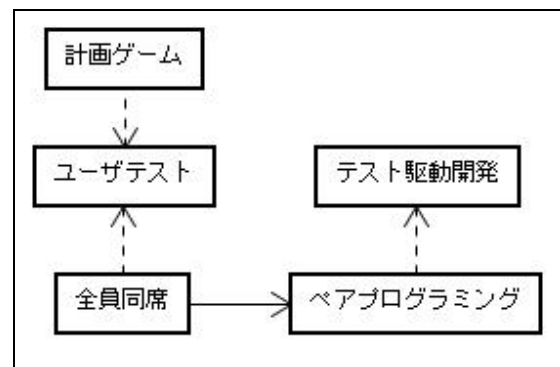 計画ゲーム
ユーザテスト
テスト駆動開発
全員同席
ペアプログラミング